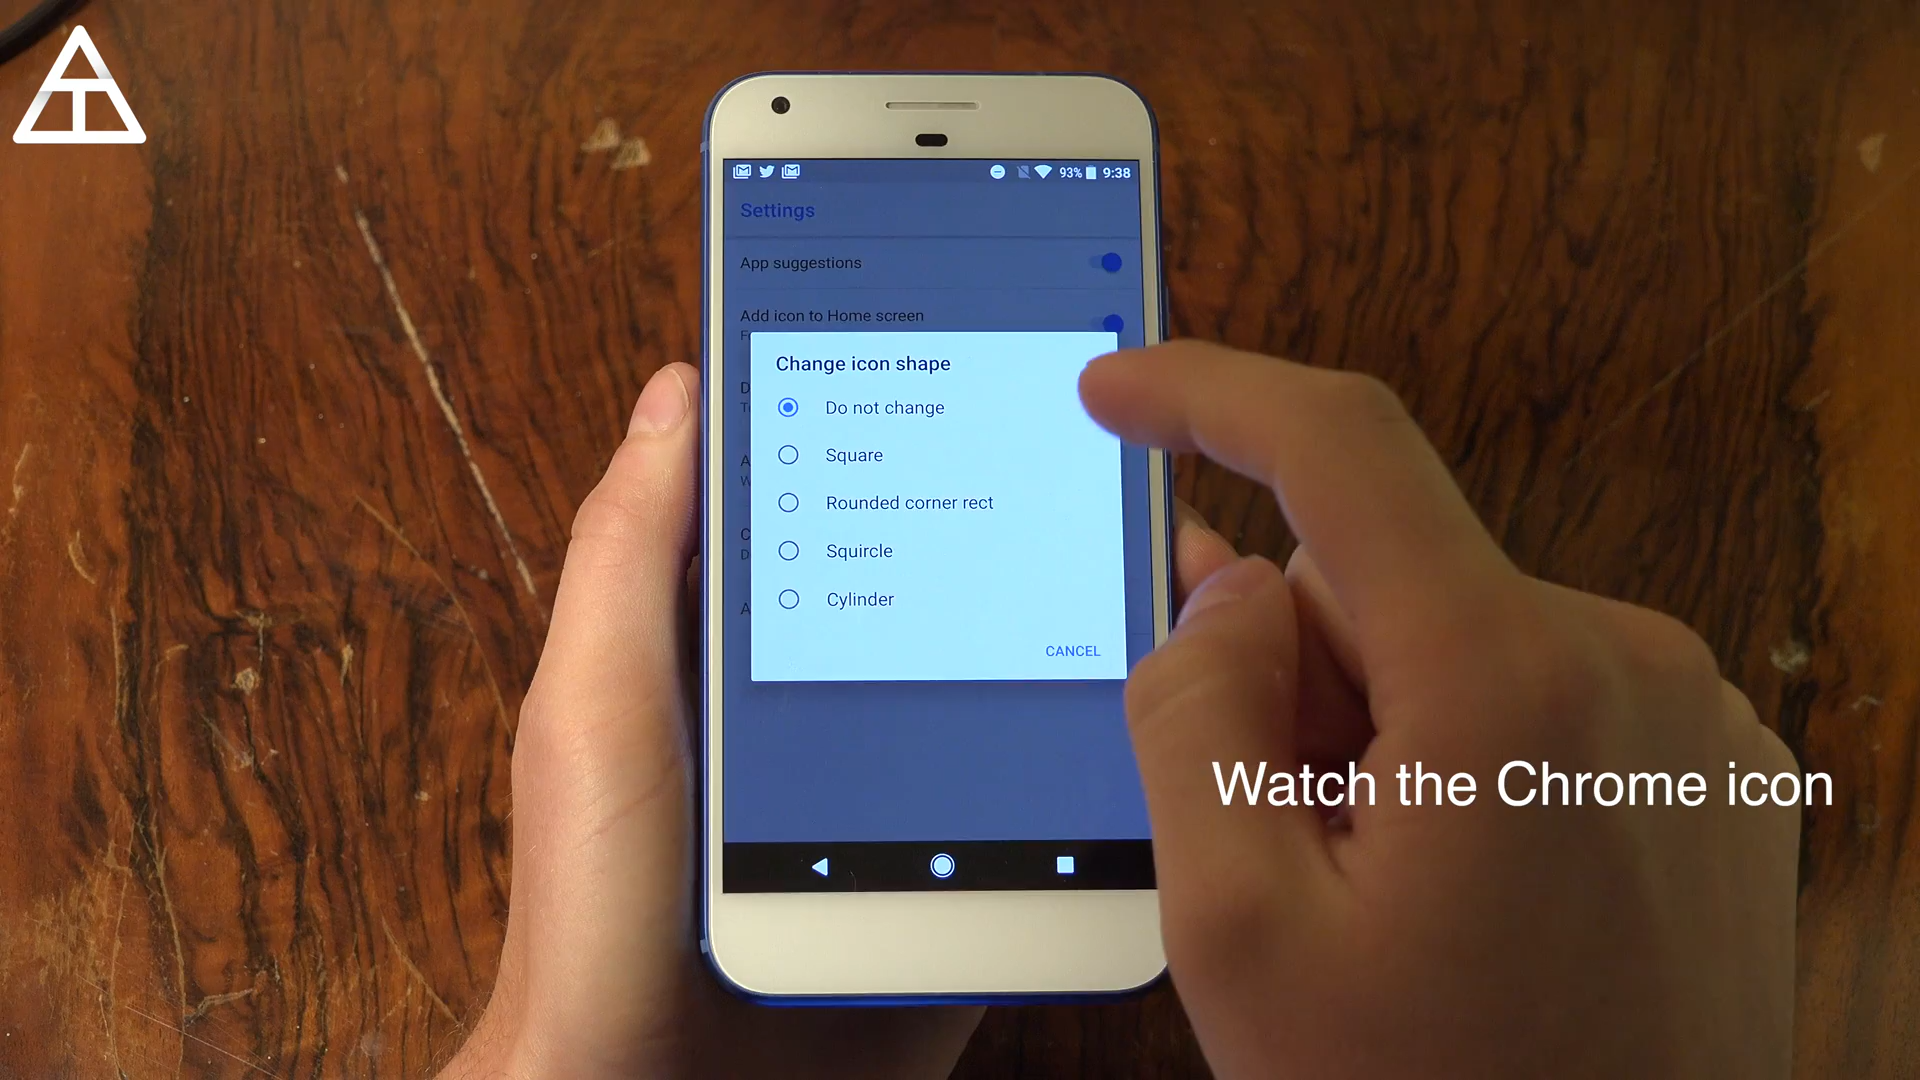 93% 9:38
Settings
App suggestions
Add icon to Home screen
Change icon shape
Do not change
Square
Rounded corner rect
Squircle
Cylinder
CANCEL
Watch the Chrome icon